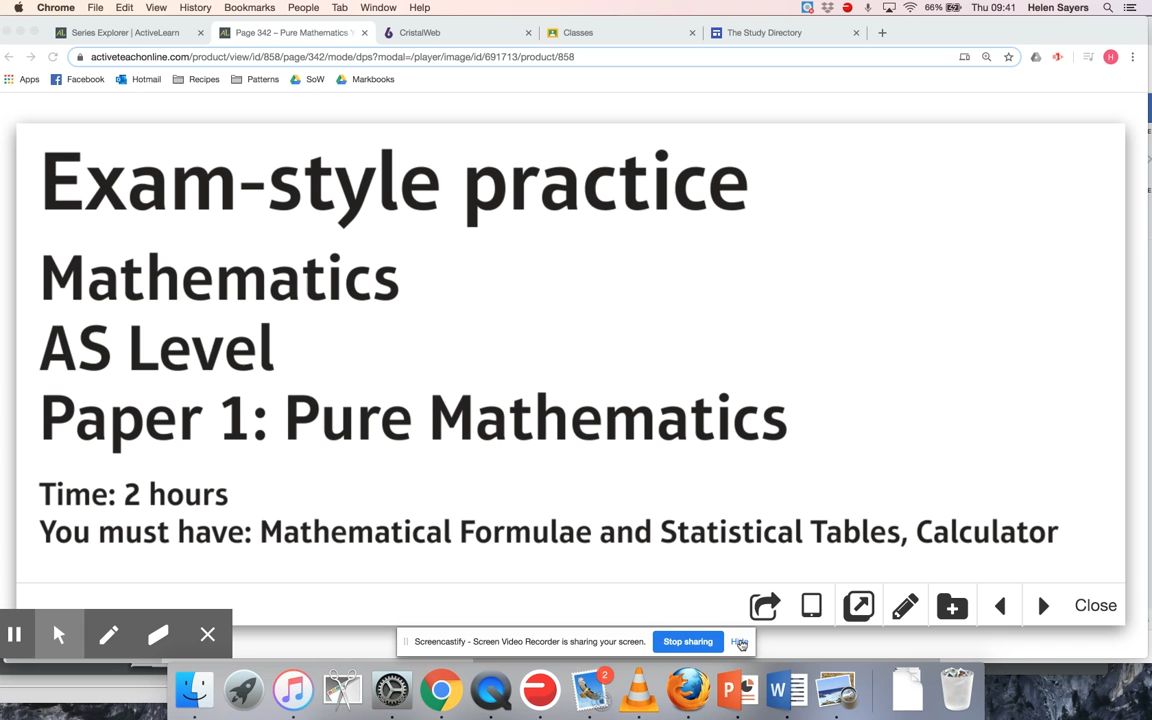 Chrome File Edit View History Bookmarks People Tab Window Help 66% Thu 09:41 Helen Sayers
Series Explorer | ActiveLearn Page 342 – Pure Mathematics CristalWeb Classes The Study Directory
activeteachonline.com/product/view/id/858/page/342/mode/dps?modal=/player/image/id/691713/product/858
Apps Facebook Hotmail Recipes Patterns SoW Markbooks
Exam-style practice
Mathematics
AS Level
Paper 1: Pure Mathematics
Time: 2 hours
You must have: Mathematical Formulae and Statistical Tables, Calculator
Close
Screencastify - Screen Video Recorder is sharing your screen. Stop sharing Hide
2